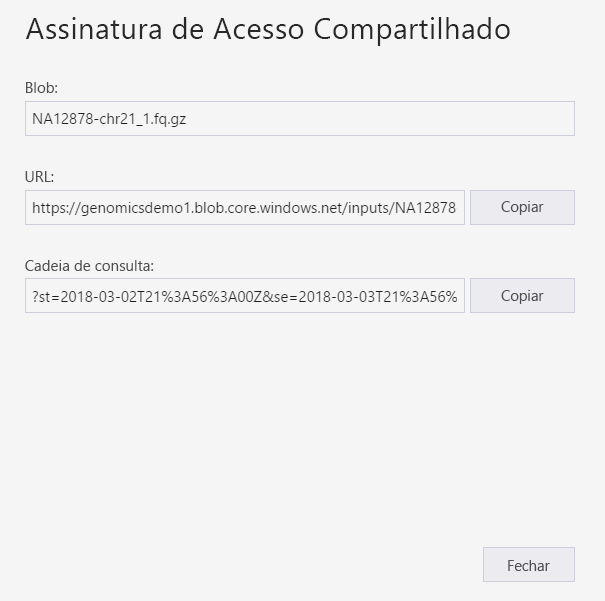 Assinatura de Acesso Compartilhado
Blob:
NA12878-chr21_1.fq.gz
URL:
https://genomicsdemo1.blob.core.windows.net/inputs/NA12878
Copiar
Cadeia de consulta:
?st=2018-03-02T21%3A56%3A00Z&se=2018-03-03T21%3A56%
Copiar
Fechar